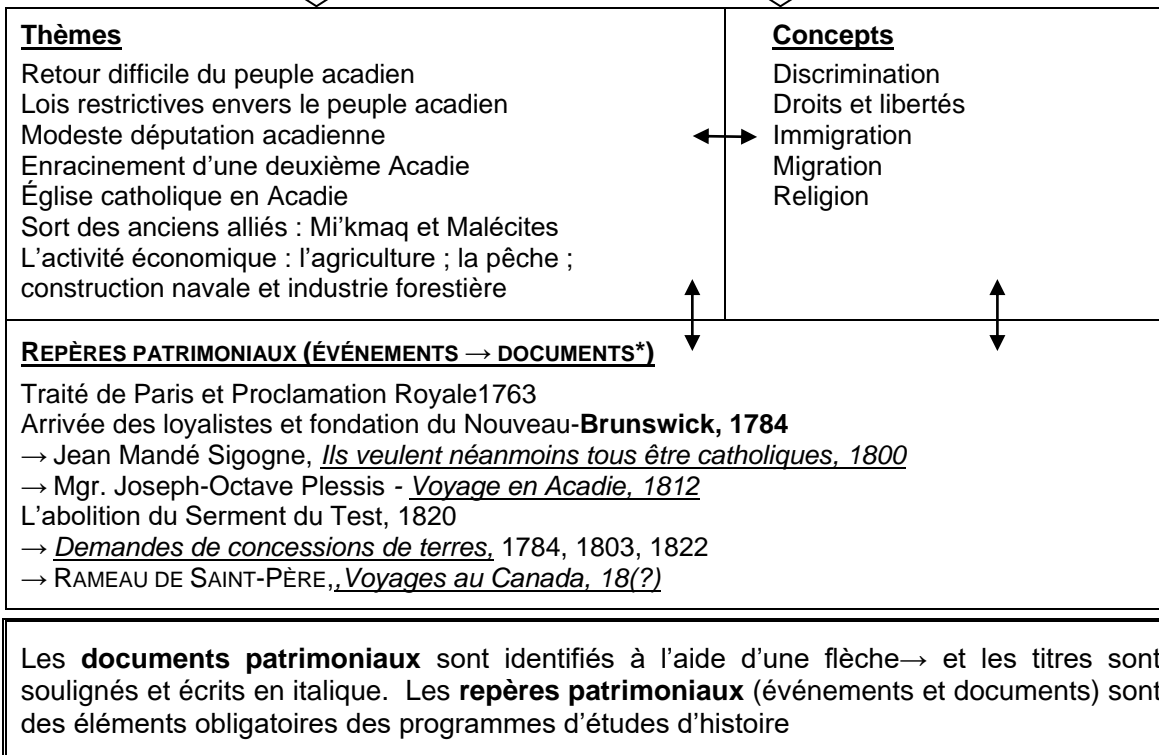 Thèmes
Retour difficile du peuple acadien
Lois restrictives envers le peuple acadien
Modeste députation acadienne
Enracinement d’une deuxième Acadie
Église catholique en Acadie
Sort des anciens alliés : Mi’kmaq et Malécites
L’activité économique : l’agriculture ; la pêche ;
construction navale et industrie forestière
Concepts
Discrimination
Droits et libertés
Immigration
Migration
Religion
REPÈRES PATRIMONIAUX (ÉVÉNEMENTS → DOCUMENTS*)
Traité de Paris et Proclamation Royale1763
Arrivée des loyalistes et fondation du Nouveau-Brunswick, 1784
→ Jean Mandé Sigogne, Ils veulent néanmoins tous être catholiques, 1800
→ Mgr. Joseph-Octave Plessis - Voyage en Acadie, 1812
L’abolition du Serment du Test, 1820
→ Demandes de concessions de terres, 1784, 1803, 1822
→ RAMEAU DE SAINT-PÈRE,,Voyages au Canada, 18(?)
Les documents patrimoniaux sont identifiés à l’aide d’une flèche→ et les titres sont
soulignés et écrits en italique. Les repères patrimoniaux (événements et documents) sont
des éléments obligatoires des programmes d’études d’histoire